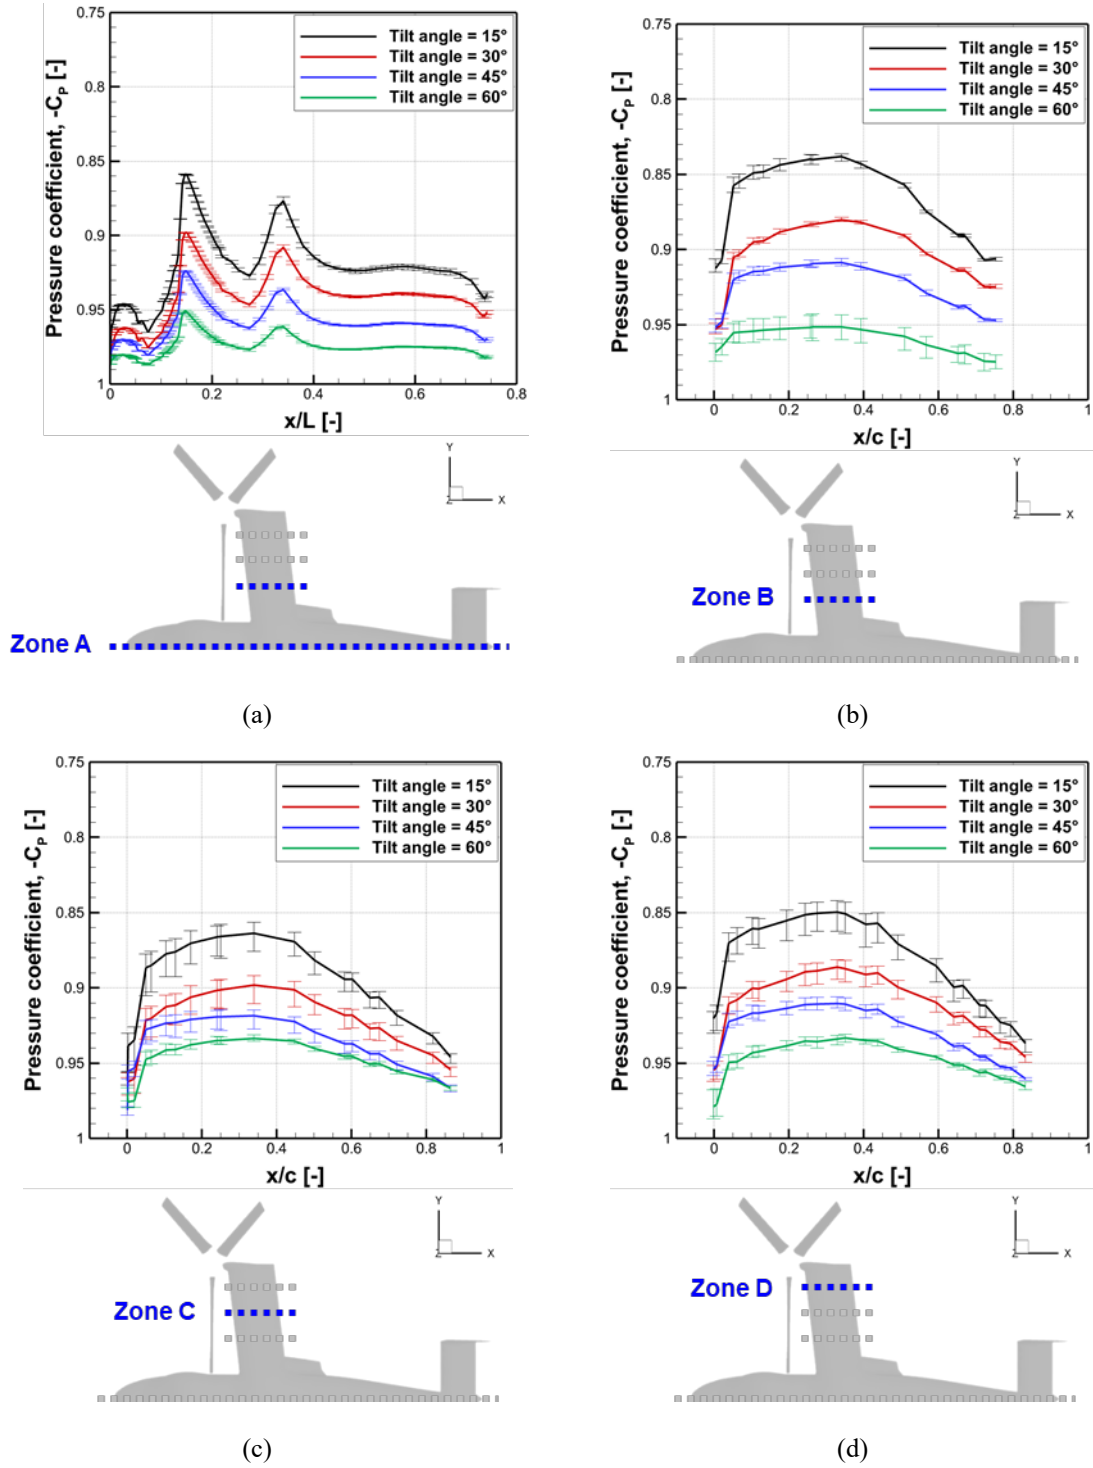 Pressure coefficient, -CP [-]
0.75
0.8
0.85
0.9
0.95
1
0
0.2
0.4
0.6
0.8
x/L [-]
Tilt angle = 15°
Tilt angle = 30°
Tilt angle = 45°
Tilt angle = 60°
Y
Z
X
Zone A
(a)
Pressure coefficient, -CP [-]
0.75
0.8
0.85
0.9
0.95
1
0
0.2
0.4
0.6
0.8
1
x/c [-]
Tilt angle = 15°
Tilt angle = 30°
Tilt angle = 45°
Tilt angle = 60°
Y
Z
X
Zone B
(b)
Pressure coefficient, -CP [-]
0.75
0.8
0.85
0.9
0.95
1
0
0.2
0.4
0.6
0.8
1
x/c [-]
Tilt angle = 15°
Tilt angle = 30°
Tilt angle = 45°
Tilt angle = 60°
Y
Z
X
Zone C
(c)
Pressure coefficient, -CP [-]
0.75
0.8
0.85
0.9
0.95
1
0
0.2
0.4
0.6
0.8
1
x/c [-]
Tilt angle = 15°
Tilt angle = 30°
Tilt angle = 45°
Tilt angle = 60°
Y
Z
X
Zone D
(d)